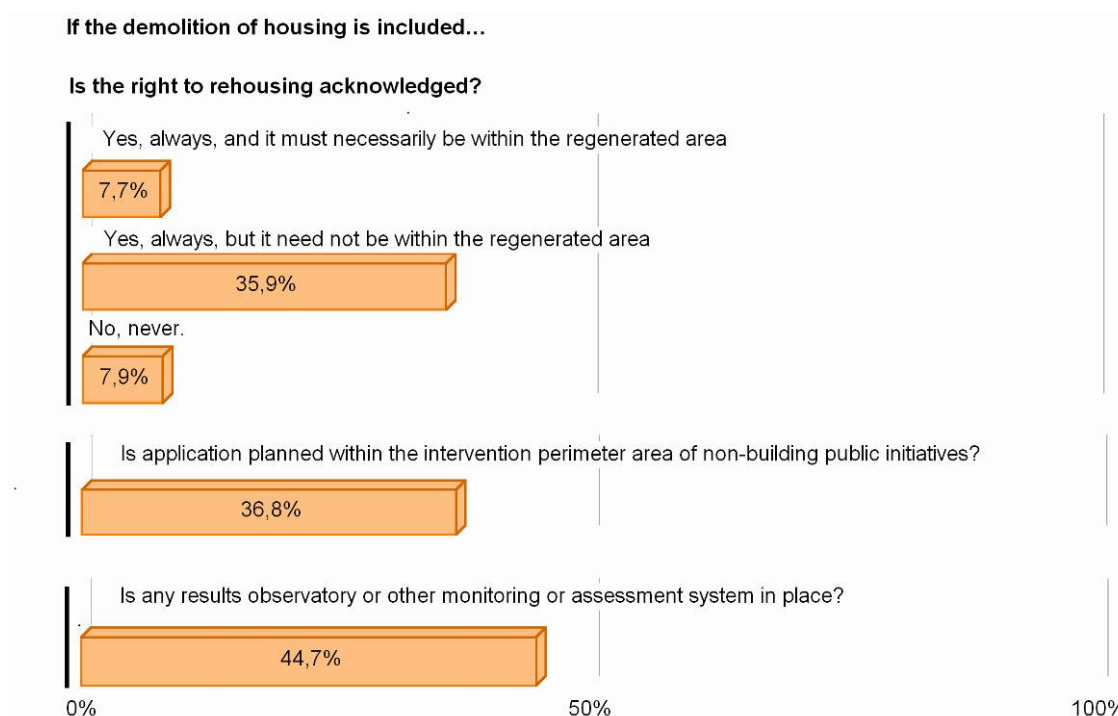 If the demolition of housing is included…
Is the right to rehousing acknowledged?
Yes, always, and it must necessarily be within the regenerated area
7,7%
Yes, always, but it need not be within the regenerated area
35,9%
No, never.
7,9%
Is application planned within the intervention perimeter area of non-building public initiatives?
36,8%
Is any results observatory or other monitoring or assessment system in place?
44,7%
0% 50% 100%